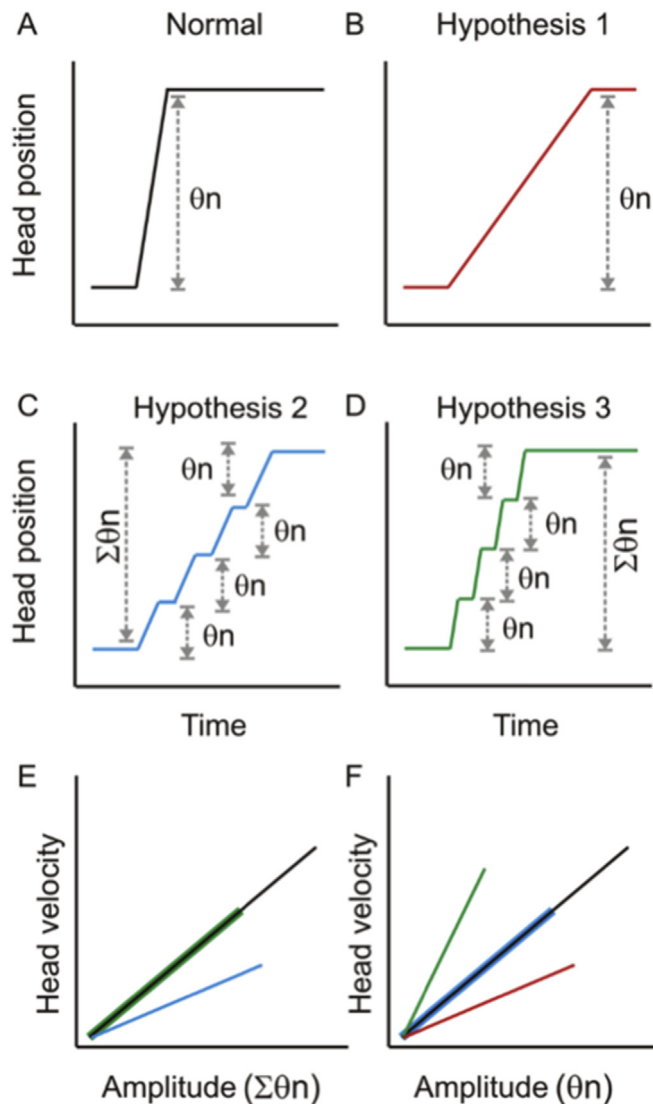 A Normal
B Hypothesis 1
Head position
θn
θn
C Hypothesis 2
D Hypothesis 3
Head position
Σθn
θn
θn
θn
θn
θn
θn
θn
θn
Σθn
Time
Time
E
F
Head velocity
Head velocity
Amplitude (Σθn)
Amplitude (θn)